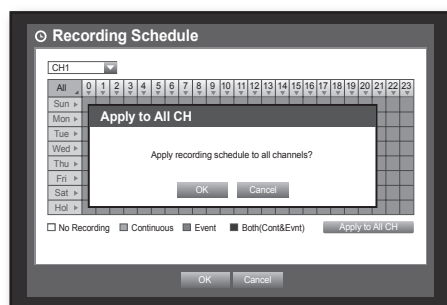 Recording Schedule
CH1
All 0 1 2 3 4 5 6 7 8 9 10 11 12 13 14 15 16 17 18 19 20 21 22 23
Sun
Mon
Tue
Wed
Thu
Fri
Sat
Hol
Apply to All CH
Apply recording schedule to all channels?
OK Cancel
No Recording Continuous Event Both(Cont&Evnt) Apply to All CH
OK Cancel